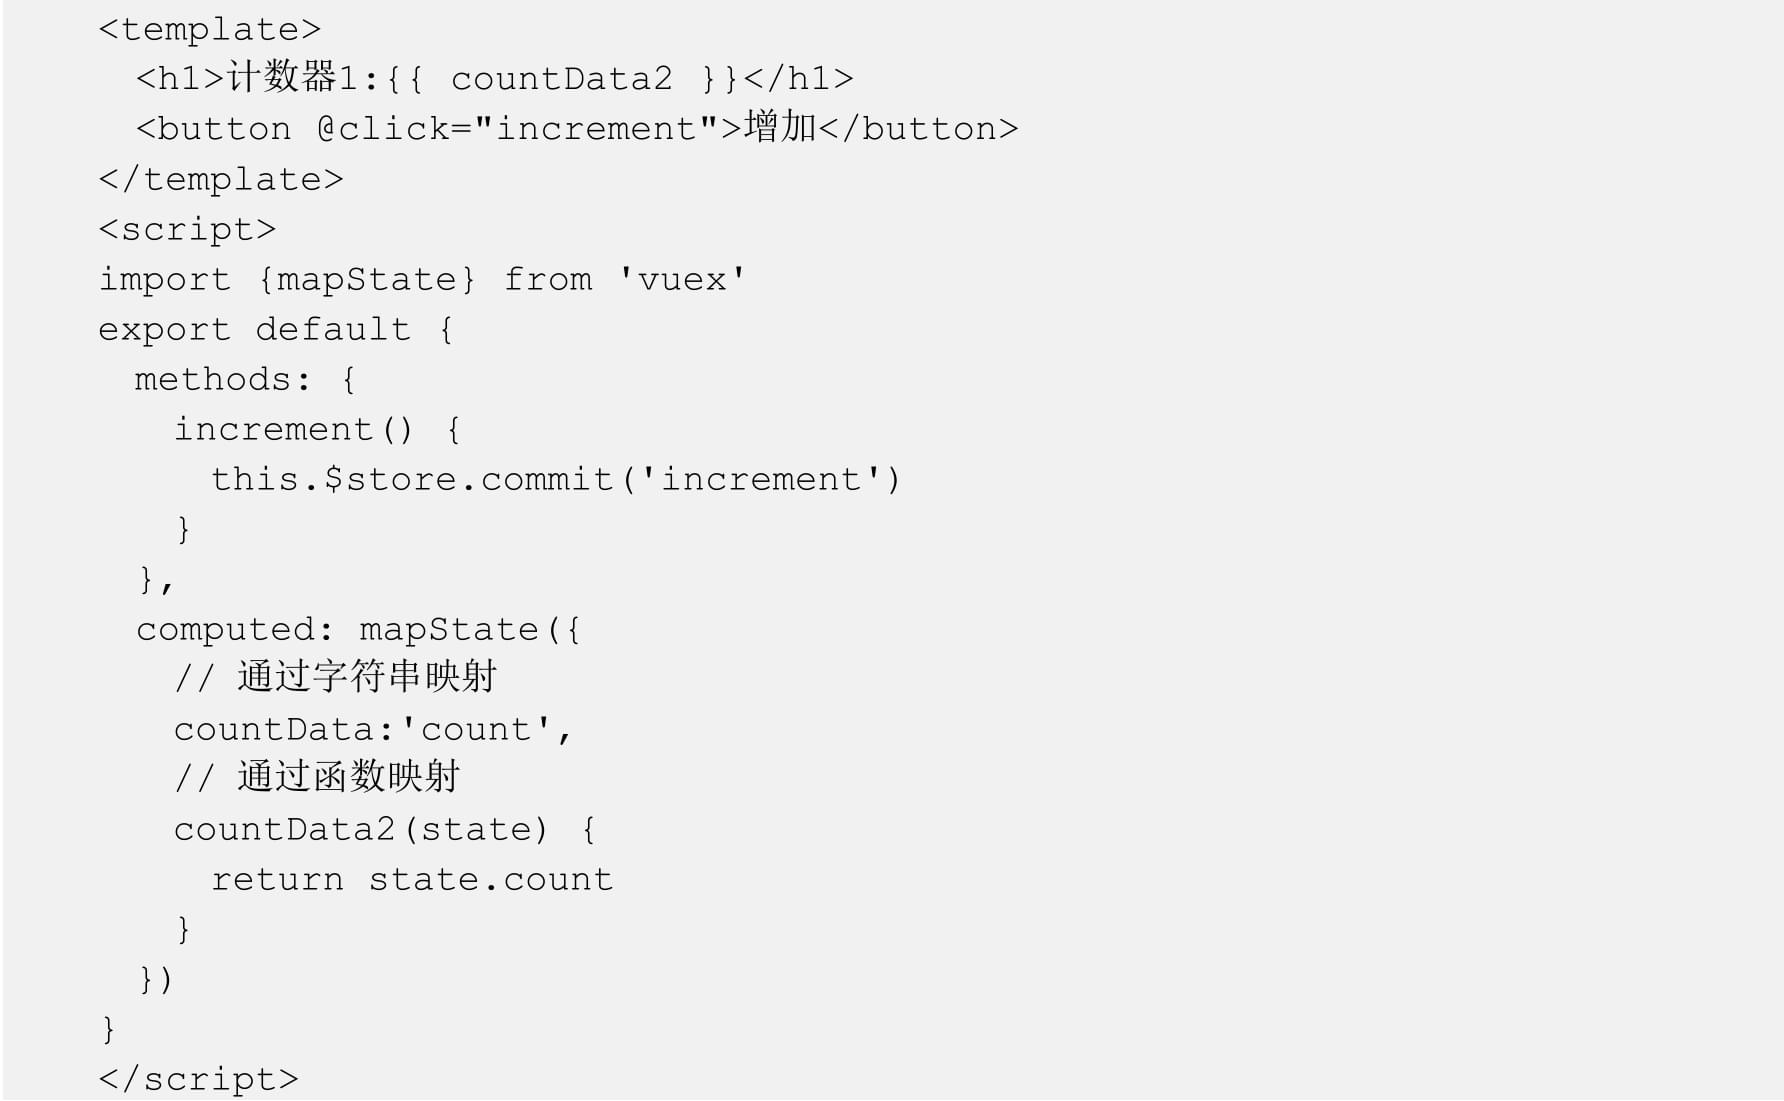 <template>
  <h1>计数器1:{{ countData2 }}</h1>
  <button @click="increment">增加</button>
</template>
<script>
import {mapState} from 'vuex'
export default {
  methods: {
    increment() {
      this.$store.commit('increment')
    }
  },
  computed: mapState({
    // 通过字符串映射
    countData:'count',
    // 通过函数映射
    countData2(state) {
      return state.count
    }
  })
}
</script>